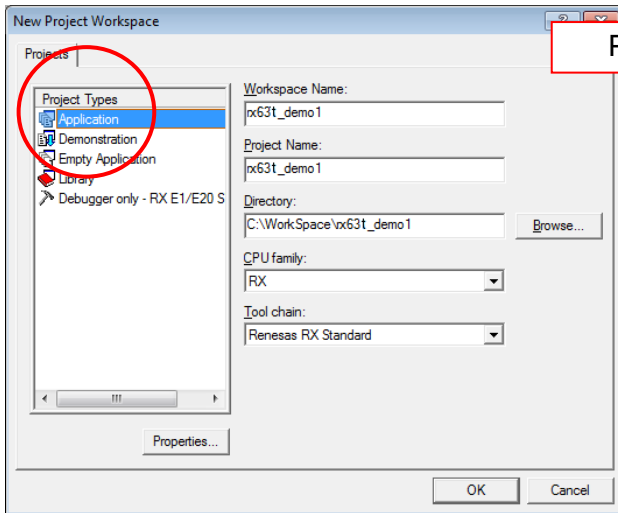 New Project Workspace
Projects
Project Types
Application
Demonstration
Empty Application
Library
Debugger only - RX E1/E20 S
Properties...
Workspace Name:
rx63t_demo1
Project Name:
rx63t_demo1
Directory:
C:\WorkSpace\rx63t_demo1
Browse...
CPU family:
RX
Tool chain:
Renesas RX Standard
OK
Cancel